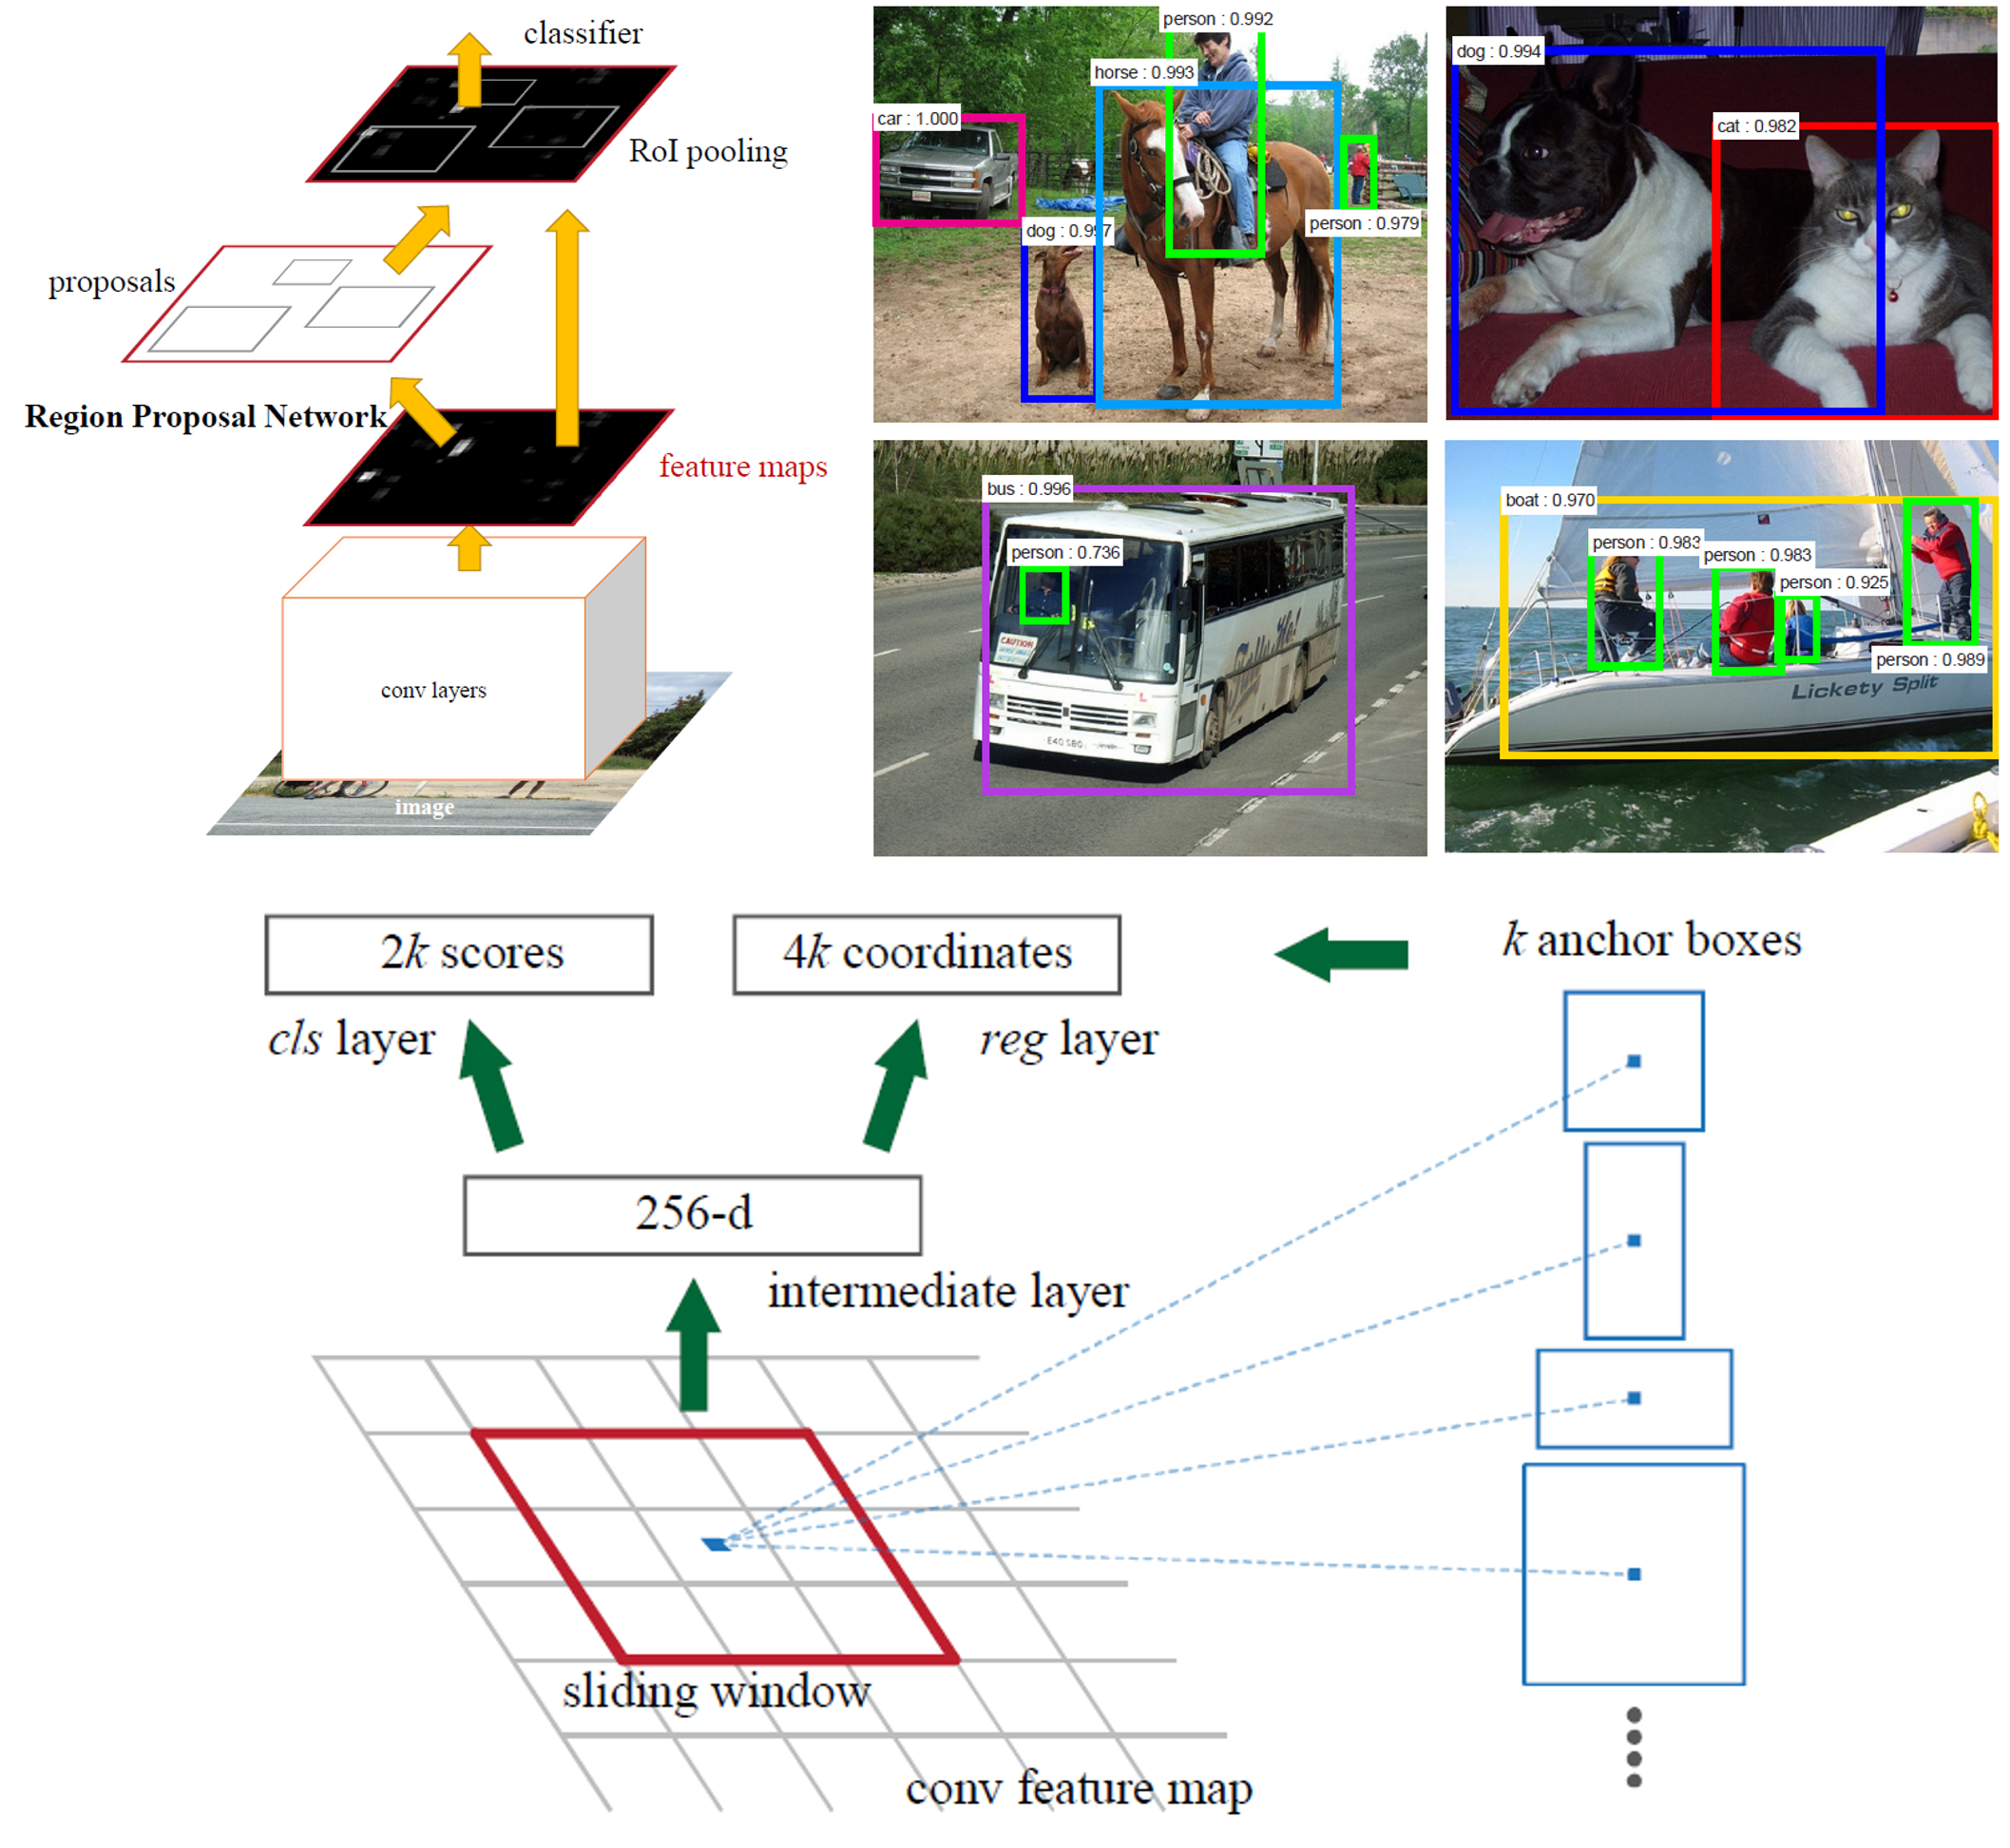 classifier
RoI pooling
proposals
Region Proposal Network
feature maps
conv layers
image
person : 0.992
horse : 0.993
car : 1.000
dog : 0.997
person : 0.979
dog : 0.994
cat : 0.982
bus : 0.996
person : 0.736
CAUTION
L
L
boat : 0.970
person : 0.983
person : 0.983
person : 0.925
person : 0.989
Lickety Split
2k scores
4k coordinates
k anchor boxes
cls layer
reg layer
256-d
intermediate layer
sliding window
conv feature map